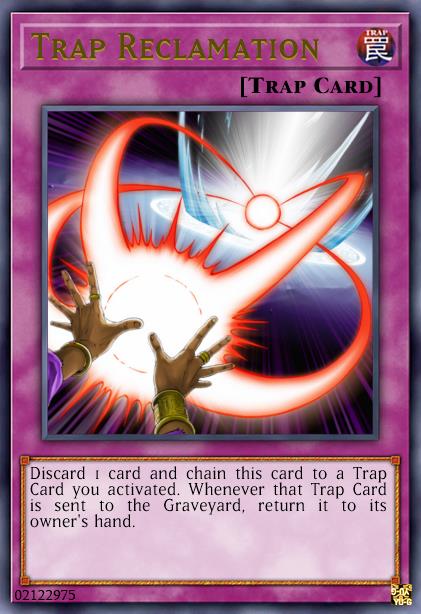 Trap Reclamation
TRAP
罠
[Trap Card]
Discard 1 card and chain this card to a Trap
Card you activated. Whenever that Trap Card
is sent to the Graveyard, return it to its
owner's hand.
02122975